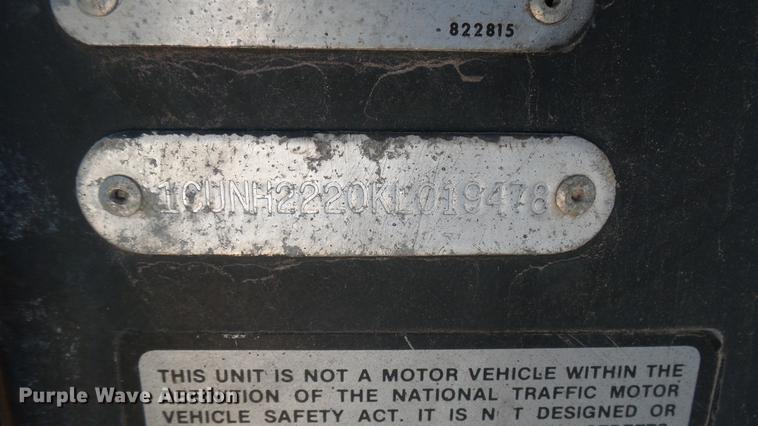 822815
1CUNH2220KL019478
THIS UNIT IS NOT A MOTOR VEHICLE WITHIN THE
OF THE NATIONAL TRAFFIC MOTOR
VEHICLE SAFETY ACT. IT IS N T DESIGNED OR
Purple Wave Auction